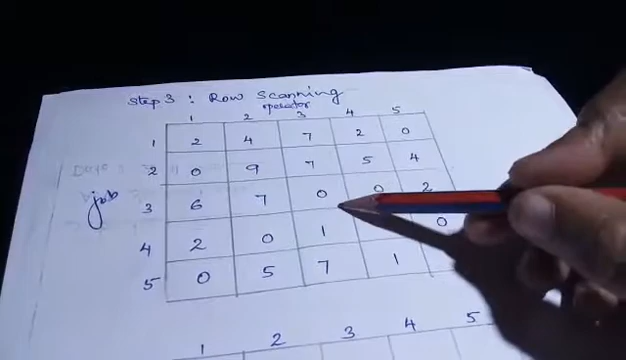 Step 3 : Row Scanning
operator
1 2 3 4 5
1 2 4 7 2 0
2 0 9 7 5 4
job 3 6 7 0 0 2
4 2 0 1 0
5 0 5 7 1
1 2 3 4 5